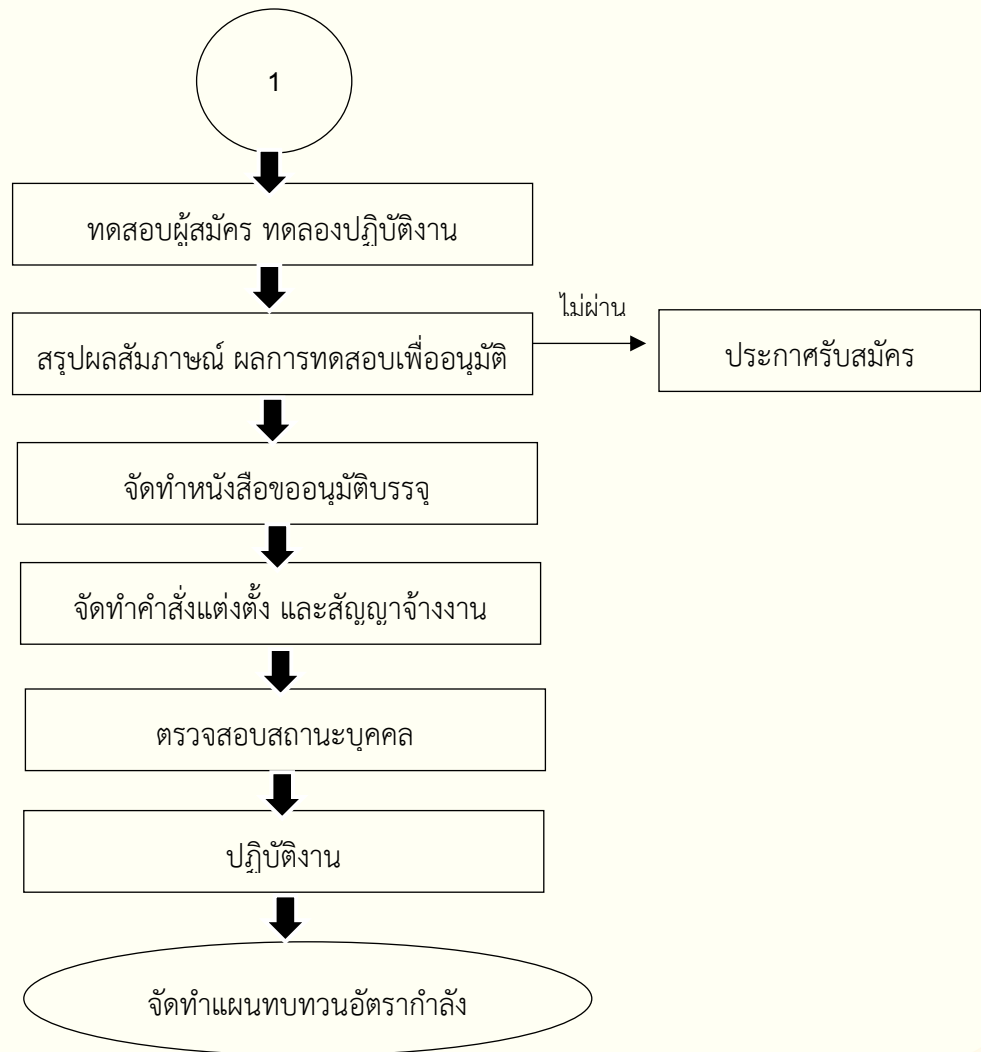 1
ทดสอบผู้สมัคร ทดลองปฏิบัติงาน
ไม่ผ่าน
สรุปผลสัมภาษณ์ ผลการทดสอบเพื่ออนุมัติ
ประกาศรับสมัคร
จัดทำหนังสือขออนุมัติบรรจุ
จัดทำคำสั่งแต่งตั้ง และสัญญาจ้างงาน
ตรวจสอบสถานะบุคคล
ปฏิบัติงาน
จัดทำแผนทบทวนอัตรากำลัง